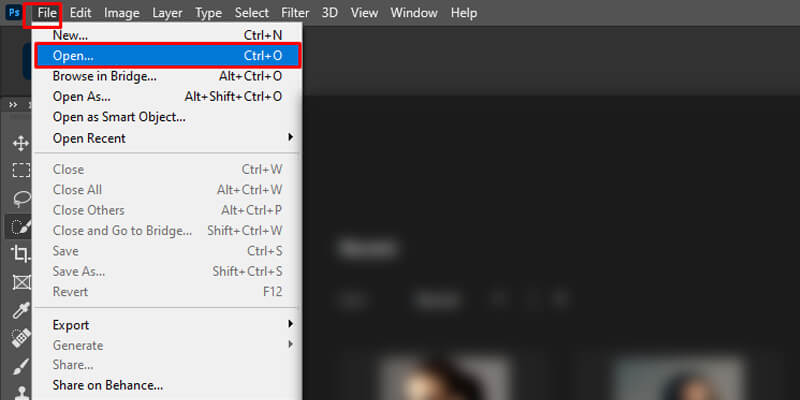 Ps File Edit Image Layer Type Select Filter 3D View Window Help
New... Ctrl+N
Open... Ctrl+O
Browse in Bridge... Alt+Ctrl+O
Open As... Alt+Shift+Ctrl+O
Open as Smart Object...
Open Recent
Close Ctrl+W
Close All Alt+Ctrl+W
Close Others Alt+Ctrl+P
Close and Go to Bridge... Shift+Ctrl+W
Save Ctrl+S
Save As... Shift+Ctrl+S
Revert F12
Export
Generate
Share...
Share on Behance...